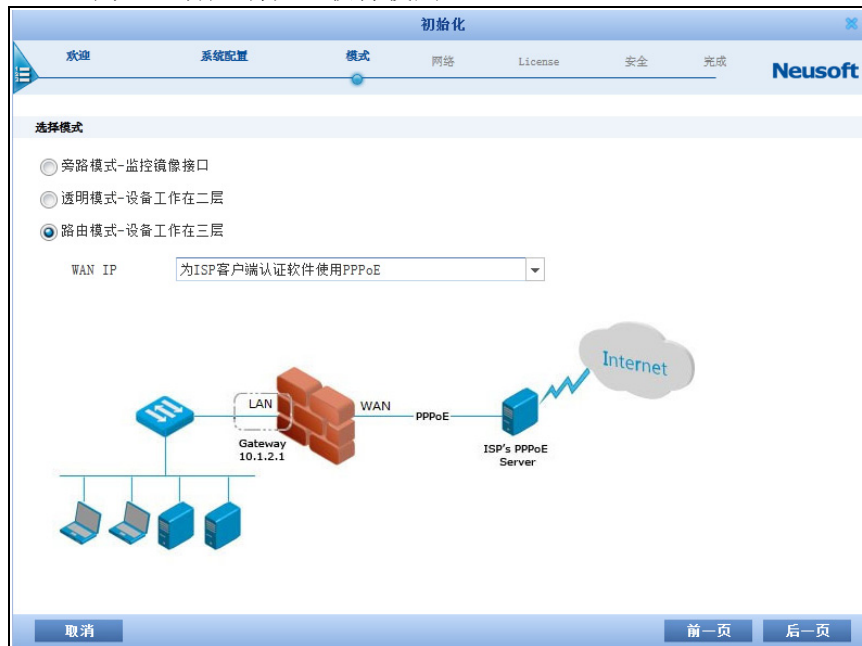 初始化
欢迎
系统配置
模式
网络
License
安全
完成
Neusoft
选择模式
旁路模式-监控镜像接口
透明模式-设备工作在二层
路由模式-设备工作在三层
WAN IP
为ISP客户端认证软件使用PPPoE
Internet
LAN
WAN
PPPoE
Gateway
10.1.2.1
ISP's PPPoE
Server
取消
前一页
后一页